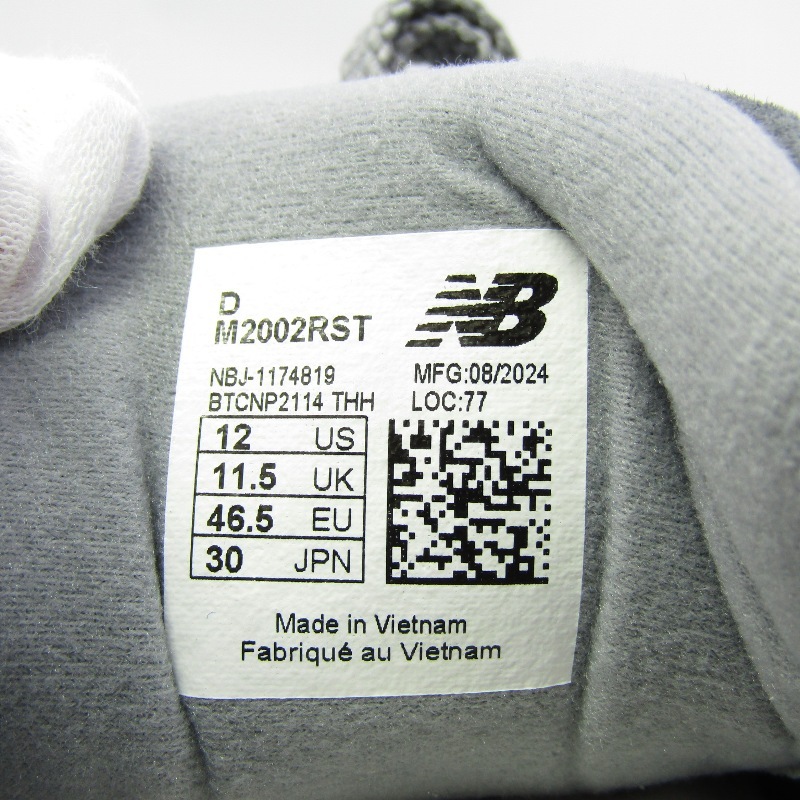 D
M2002RST
NB
NBJ-1174819
MFG:08/2024
BTCNP2114 THH
LOC:77
12 US
11.5 UK
46.5 EU
30 JPN
Made in Vietnam
Fabriqué au Vietnam